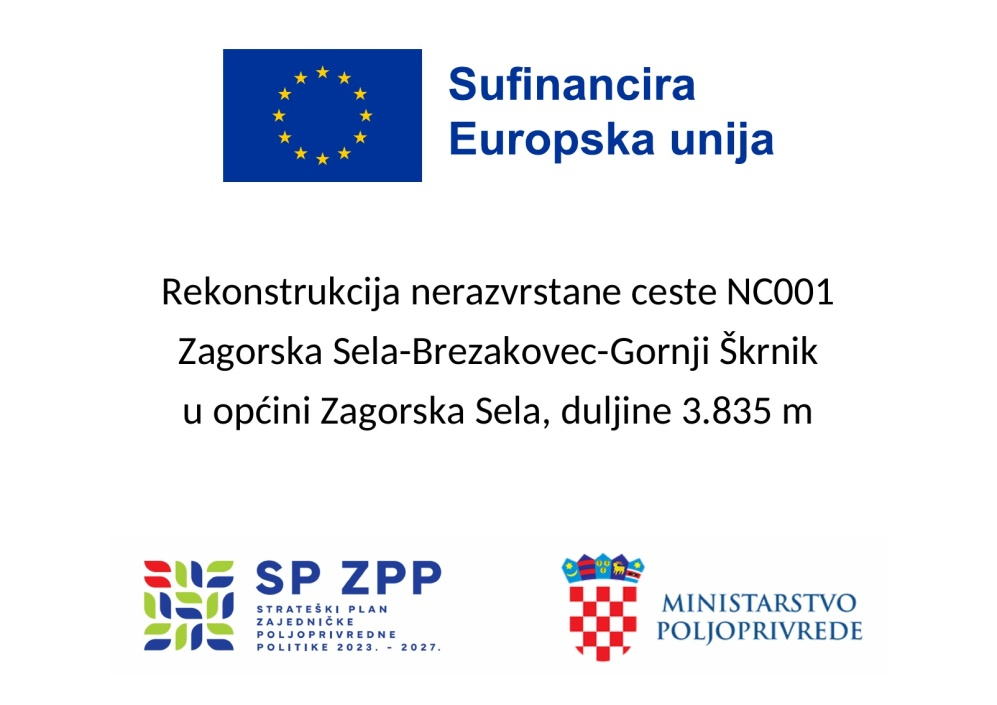 Sufinancira
Europska unija
Rekonstrukcija nerazvrstane ceste NC001
Zagorska Sela-Brezakovec-Gornji Škrnik
u općini Zagorska Sela, duljine 3.835 m
SP ZPP
STRATEŠKI PLAN
ZAJEDNIČKE
POLJOPRIVREDNE
POLITIKE 2023. - 2027.
MINISTARSTVO
POLJOPRIVREDE